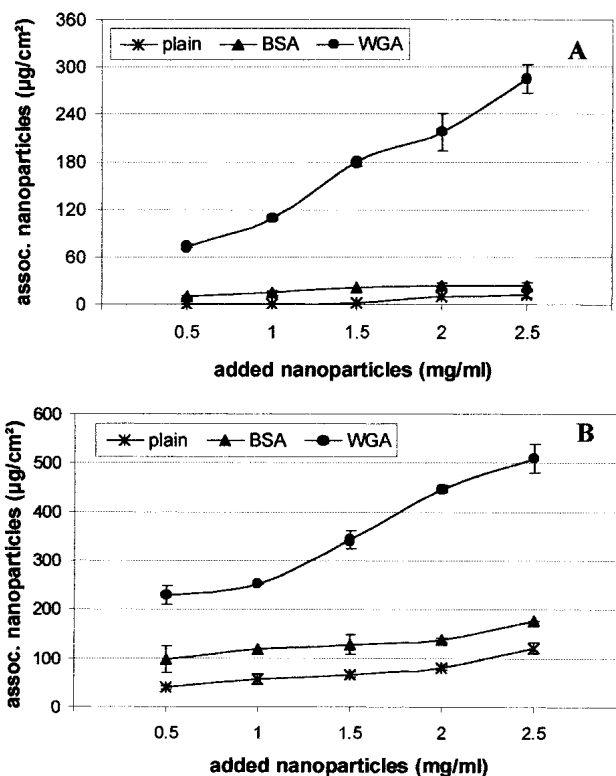 360
plain BSA WGA
A
300
240
180
120
60
0
assoc. nanoparticles (µg/cm²)
0.5 1 1.5 2 2.5
added nanoparticles (mg/ml)
600
plain BSA WGA
B
500
400
300
200
100
0
assoc. nanoparticles (µg/cm²)
0.5 1 1.5 2 2.5
added nanoparticles (mg/ml)